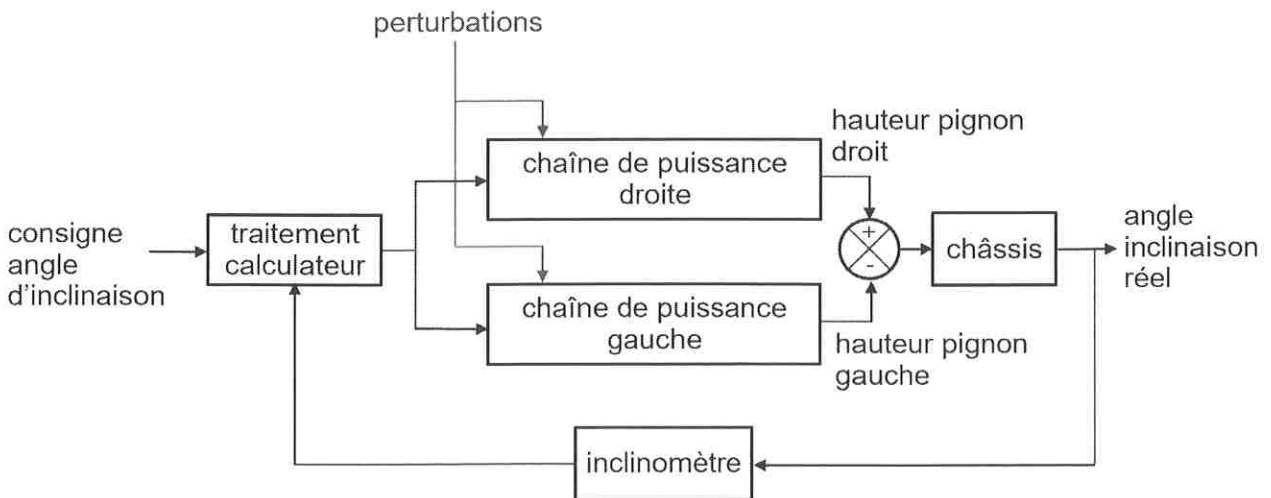 perturbations
hauteur pignon
droit
chaîne de puissance
droite
consigne
angle
d'inclinaison
traitement
calculateur
+
-
châssis
angle
inclinaison
réel
chaîne de puissance
gauche
hauteur pignon
gauche
inclinomètre